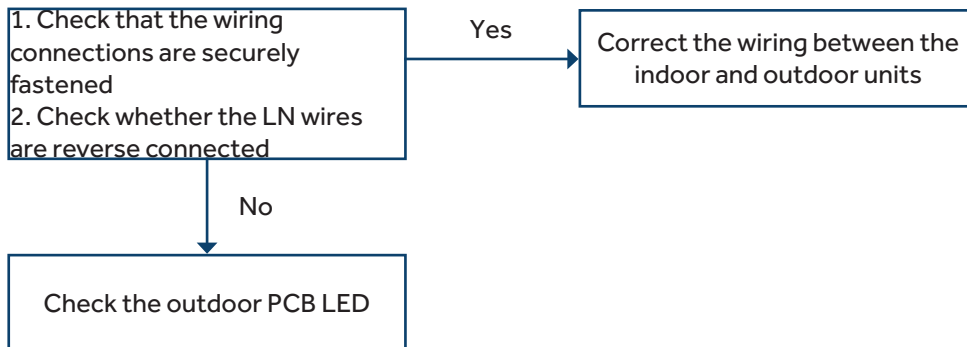 1. Check that the wiring
connections are securely
fastened
2. Check whether the LN wires
are reverse connected
Yes
Correct the wiring between the
indoor and outdoor units
No
Check the outdoor PCB LED